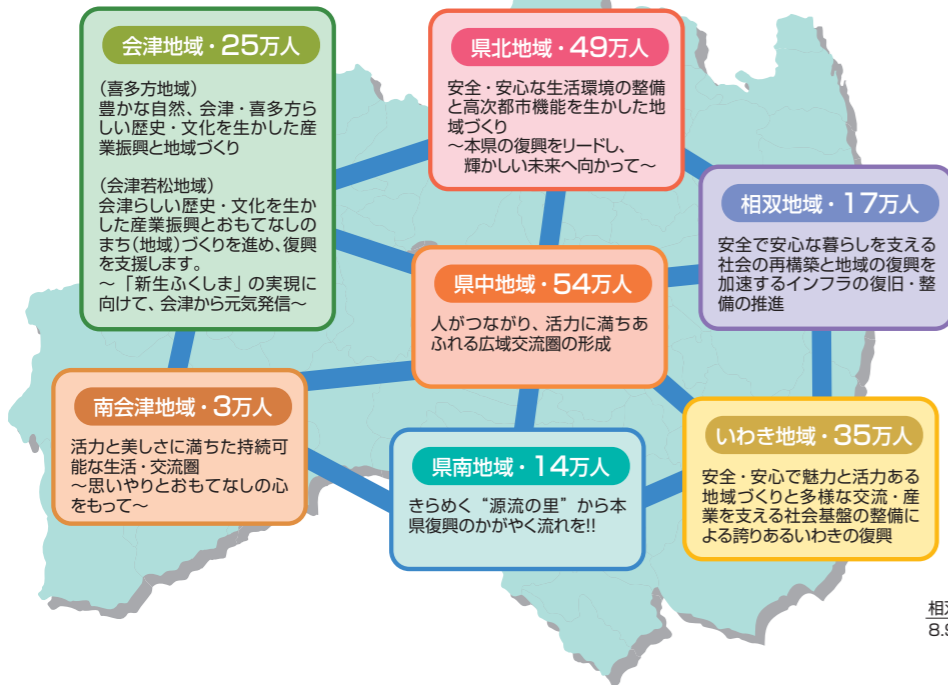 会津地域・25万人
(喜多方地域)
豊かな自然、会津・喜多方ら
しい歴史・文化を生かした産
業振興と地域づくり
(会津若松地域)
会津らしい歴史・文化を生か
した産業振興とおもてなしの
まち(地域)づくりを進め、復興
を支援します。
～「新生ふくしま」の実現に
向けて、会津から元気発信～
県北地域・49万人
安全・安心な生活環境の整備
と高次都市機能を生かした地
域づくり
～本県の復興をリードし、
輝かしい未来へ向かって～
相双地域・17万人
安全で安心な暮らしを支える
社会の再構築と地域の復興を
加速するインフラの復旧・整
備の推進
県中地域・54万人
人がつながり、活力に満ちあ
ふれる広域交流圏の形成
南会津地域・3万人
活力と美しさに満ちた持続可
能な生活・交流圏
～思いやりとおもてなしの心
をもって～
県南地域・14万人
きらめく“源流の里”から本
県復興のかがやく流れを!!
いわき地域・35万人
安全・安心で魅力と活力ある
地域づくりと多様な交流・産
業を支える社会基盤の整備に
よる誇りあるいわきの復興
相
8.